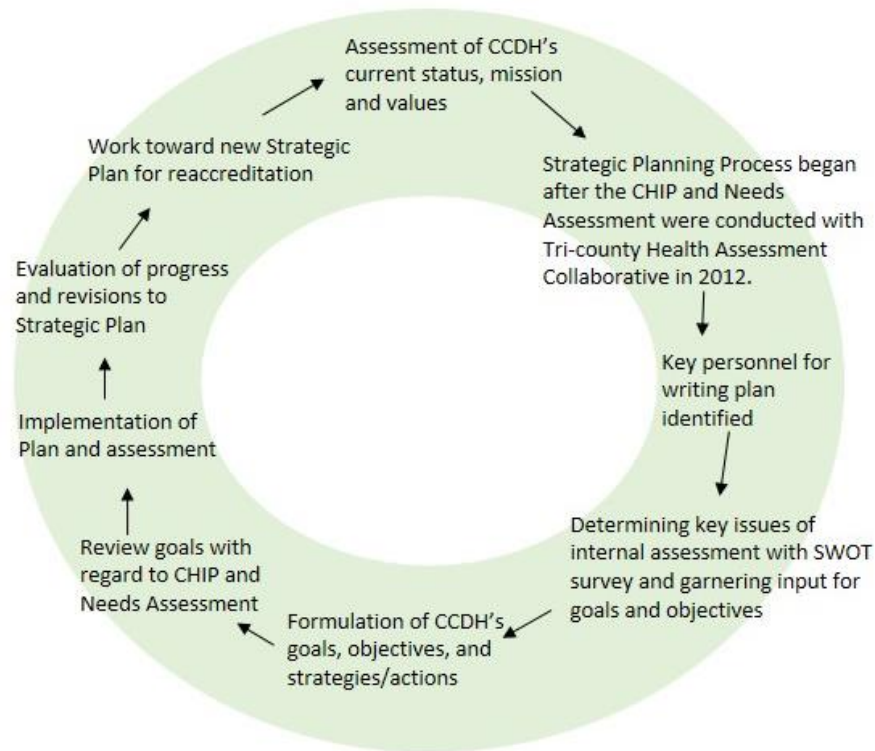 Assessment of CCDH's
current status, mission
and values
Strategic Planning Process began
after the CHIP and Needs
Assessment were conducted with
Tri-county Health Assessment
Collaborative in 2012.
Key personnel for
writing plan
identified
Determining key issues of
internal assessment with SWOT
survey and garnering input for
goals and objectives
Formulation of CCDH's
goals, objectives, and
strategies/actions
Review goals with
regard to CHIP and
Needs Assessment
Implementation of
Plan and assessment
Evaluation of progress
and revisions to
Strategic Plan
Work toward new Strategic
Plan for reaccreditation